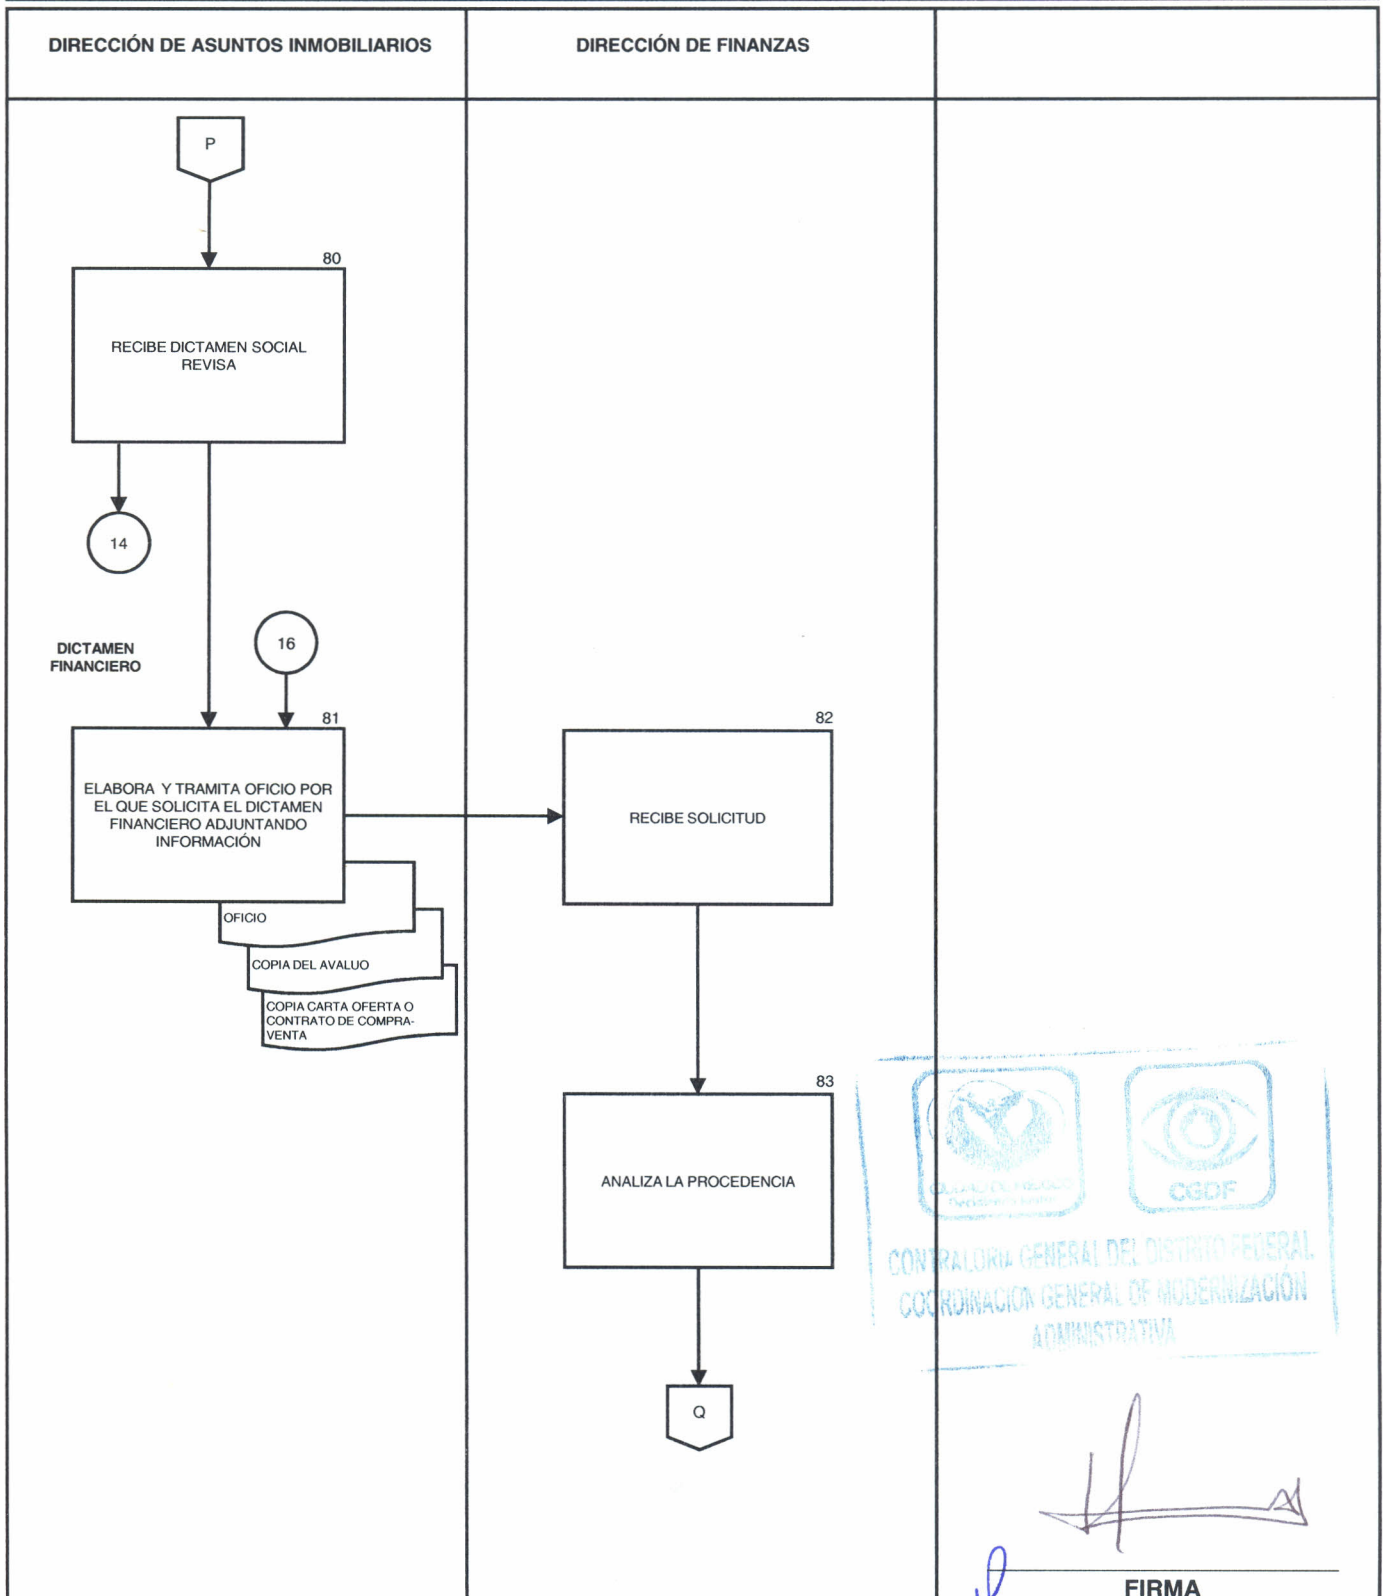 DIRECCIÓN DE ASUNTOS INMOBILIARIOS
DIRECCIÓN DE FINANZAS
P
80
RECIBE DICTAMEN SOCIAL
REVISA
14
DICTAMEN
FINANCIERO
16
81
ELABORA Y TRAMITA OFICIO POR
EL QUE SOLICITA EL DICTAMEN
FINANCIERO ADJUNTANDO
INFORMACIÓN
OFICIO
COPIA DEL AVALUO
COPIA CARTA OFERTA O
CONTRATO DE COMPRA-
VENTA
82
RECIBE SOLICITUD
83
ANALIZA LA PROCEDENCIA
Q
CGDF
CONTRALORIA GENERAL DEL DISTRITO FEDERAL
COORDINACION GENERAL DE MODERNIZACIÓN
ADMINISTRATIVA
FIRMA